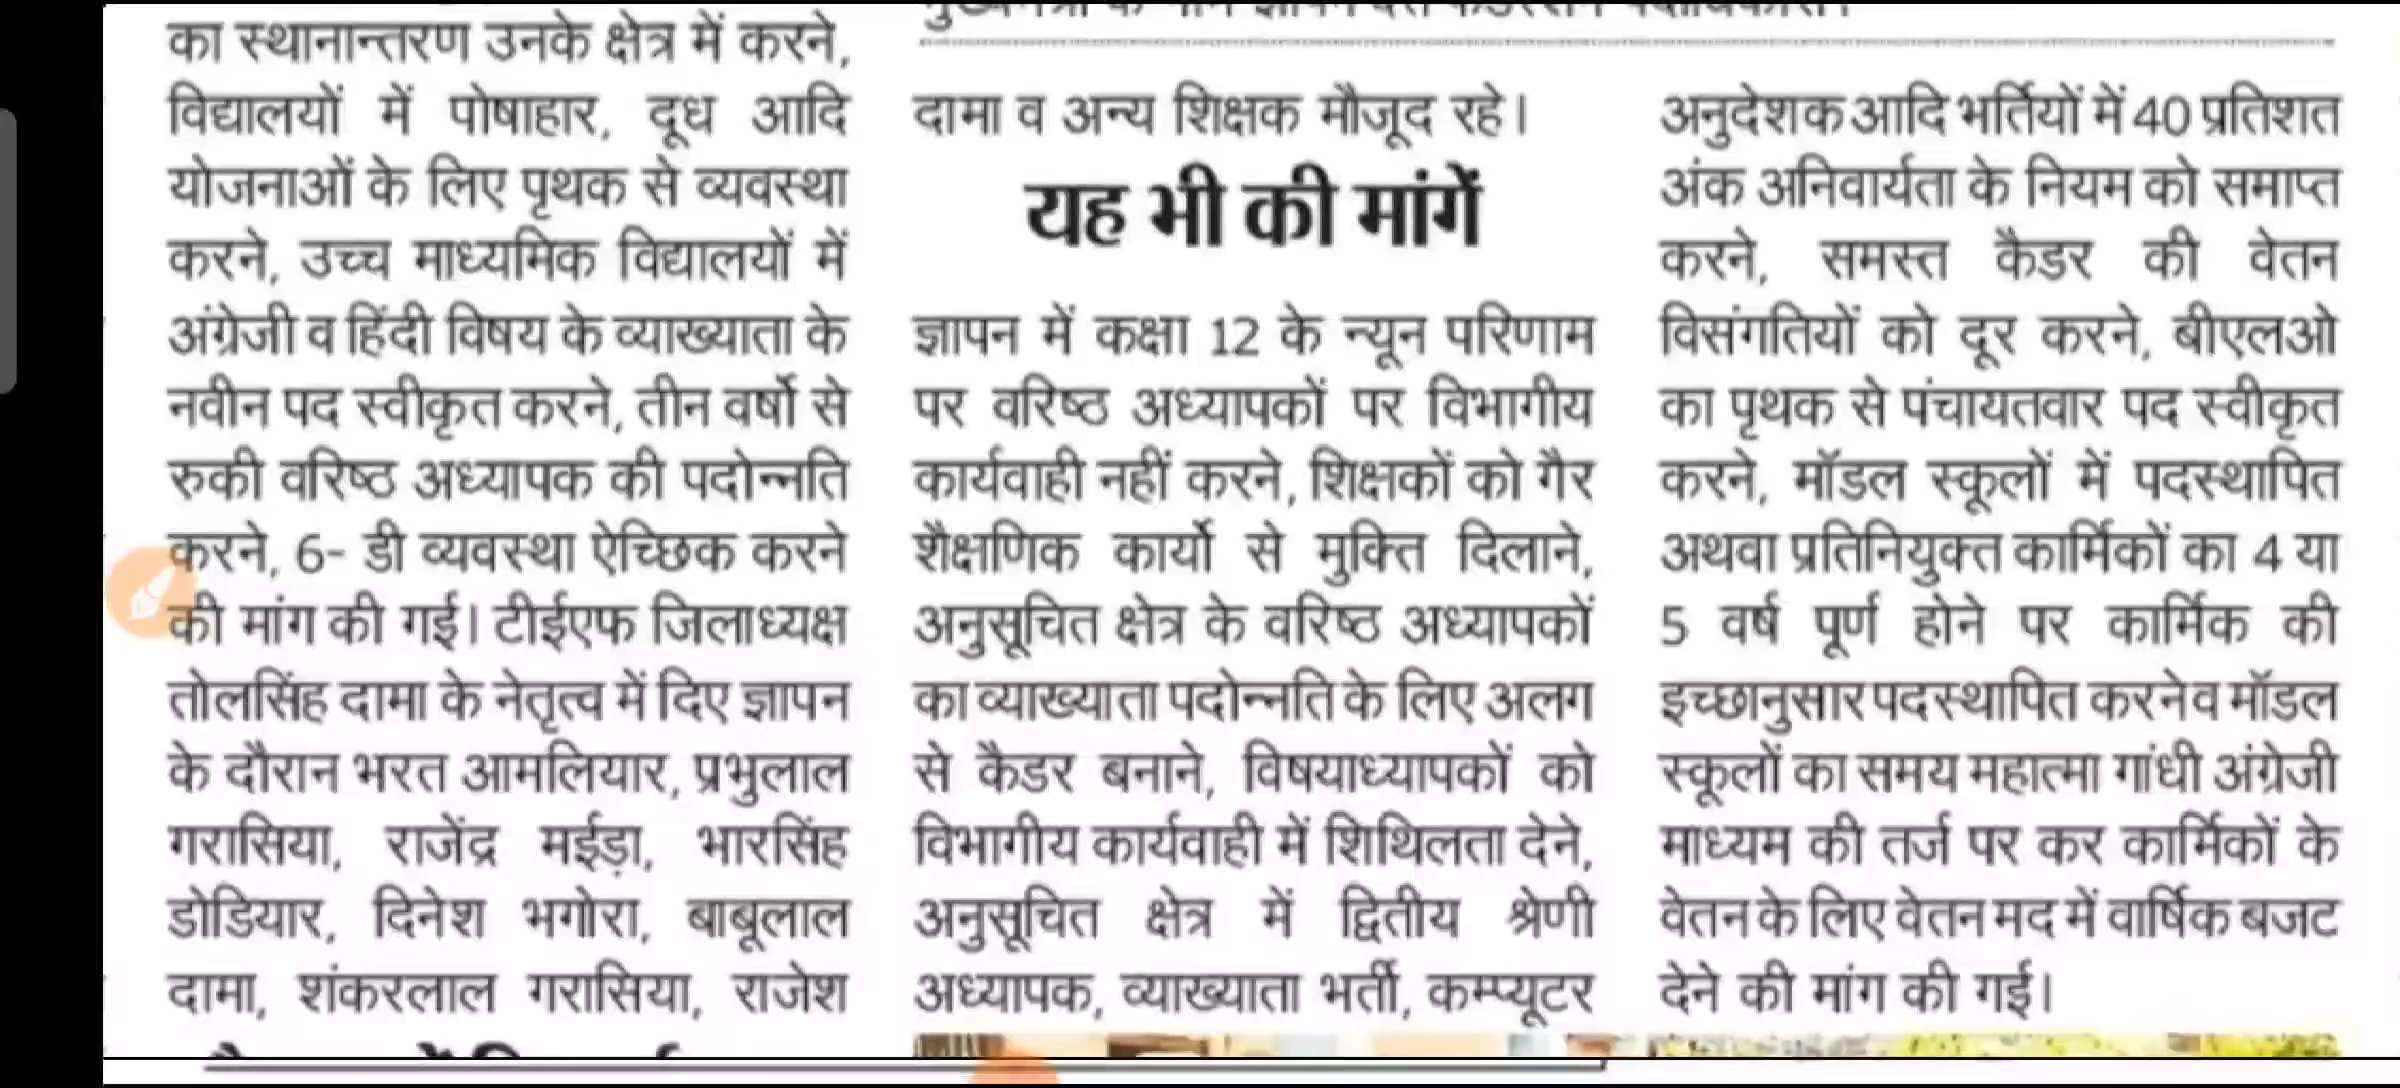 का स्थानान्तरण उनके क्षेत्र में करने,
विद्यालयों में पोषाहार, दूध आदि
योजनाओं के लिए पृथक से व्यवस्था
करने, उच्च माध्यमिक विद्यालयों में
अंग्रेजी व हिंदी विषय के व्याख्याता के
नवीन पद स्वीकृत करने, तीन वर्षो से
रुकी वरिष्ठ अध्यापक की पदोन्नति
करने, 6- डी व्यवस्था ऐच्छिक करने
की मांग की गई। टीईएफ जिलाध्यक्ष
तोलसिंह दामा के नेतृत्व में दिए ज्ञापन
के दौरान भरत आमलियार, प्रभुलाल
गरासिया, राजेंद्र मईड़ा, भारसिंह
डोडियार, दिनेश भगोरा, बाबूलाल
दामा, शंकरलाल गरासिया, राजेश
दामा व अन्य शिक्षक मौजूद रहे।
यह भी की मांगें
ज्ञापन में कक्षा 12 के न्यून परिणाम
पर वरिष्ठ अध्यापकों पर विभागीय
कार्यवाही नहीं करने, शिक्षकों को गैर
शैक्षणिक कार्यो से मुक्ति दिलाने,
अनुसूचित क्षेत्र के वरिष्ठ अध्यापकों
का व्याख्याता पदोन्नति के लिए अलग
से कैडर बनाने, विषयाध्यापकों को
विभागीय कार्यवाही में शिथिलता देने,
अनुसूचित क्षेत्र में द्वितीय श्रेणी
अध्यापक, व्याख्याता भर्ती, कम्प्यूटर
अनुदेशक आदि भर्तियों में 40 प्रतिशत
अंक अनिवार्यता के नियम को समाप्त
करने, समस्त कैडर की वेतन
विसंगतियों को दूर करने, बीएलओ
का पृथक से पंचायतवार पद स्वीकृत
करने, मॉडल स्कूलों में पदस्थापित
अथवा प्रतिनियुक्त कार्मिकों का 4 या
5 वर्ष पूर्ण होने पर कार्मिक की
इच्छानुसार पदस्थापित करने व मॉडल
स्कूलों का समय महात्मा गांधी अंग्रेजी
माध्यम की तर्ज पर कर कार्मिकों के
वेतन के लिए वेतन मद में वार्षिक बजट
देने की मांग की गई।